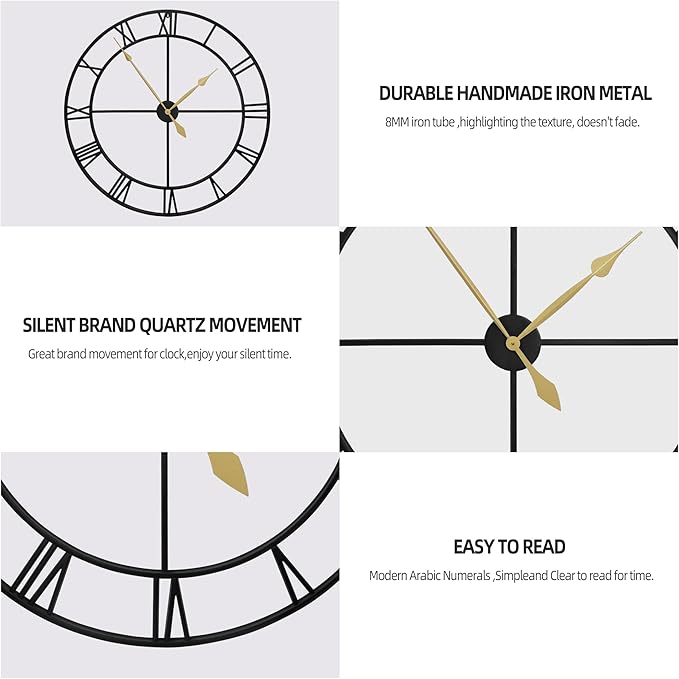 DURABLE HANDMADE IRON METAL
8MM iron tube ,highlighting the texture, doesn't fade.
SILENT BRAND QUARTZ MOVEMENT
Great brand movement for clock,enjoy your silent time.
EASY TO READ
Modern Arabic Numerals ,Simpleand Clear to read for time.